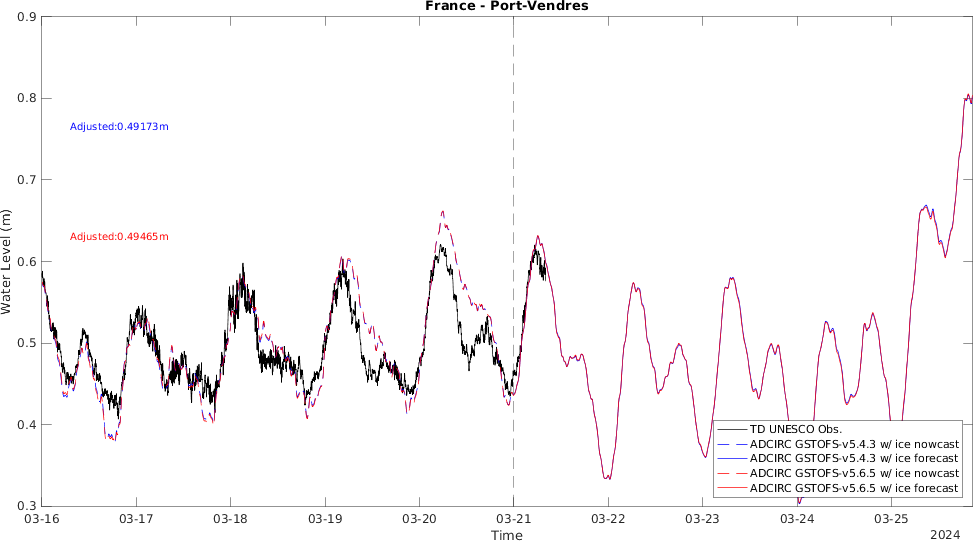 France - Port-Vendres
0.9
0.8
0.7
0.6
0.5
0.4
0.3
Water Level (m)
Adjusted:0.49173m
Adjusted:0.49465m
TD UNESCO Obs.
ADCIRC GSTOFS-v5.4.3 w/ ice nowcast
ADCIRC GSTOFS-v5.4.3 w/ ice forecast
ADCIRC GSTOFS-v5.6.5 w/ ice nowcast
ADCIRC GSTOFS-v5.6.5 w/ ice forecast
03-16 03-17 03-18 03-19 03-20 03-21 03-22 03-23 03-24 03-25
Time
2024